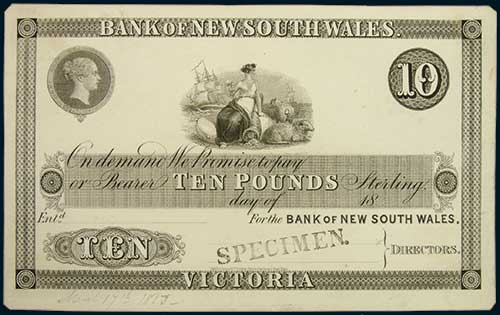 BANK OF NEW SOUTH WALES.
10
On demand We Promise to pay
or Bearer TEN POUNDS Sterling.
day of 18
Entd. For the BANK OF NEW SOUTH WALES.
TEN
SPECIMEN.
DIRECTORS.
VICTORIA